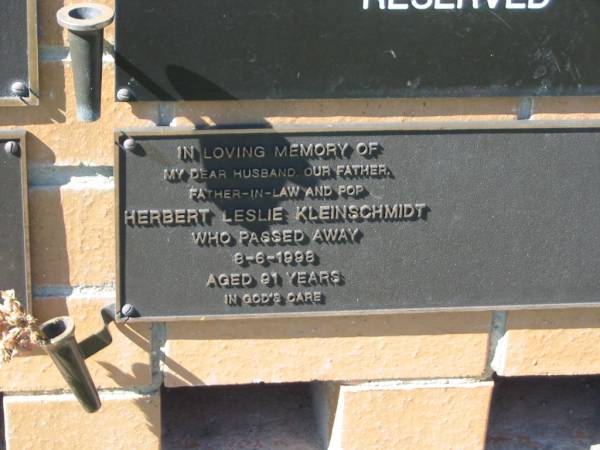 RESERVED
IN LOVING MEMORY OF
MY DEAR HUSBAND, OUR FATHER,
FATHER-IN-LAW AND POP
HERBERT LESLIE KLEINSCHMIDT
WHO PASSED AWAY
8-6-1998
AGED 91 YEARS
IN GOD'S CARE